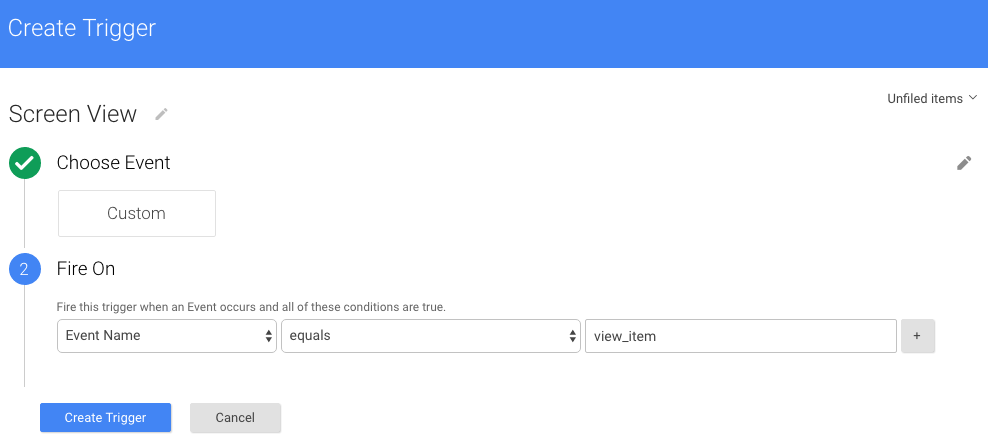 Create Trigger
Unfiled items
Screen View
Choose Event
Custom
2 Fire On
Fire this trigger when an Event occurs and all of these conditions are true.
Event Name equals view_item +
Create Trigger Cancel